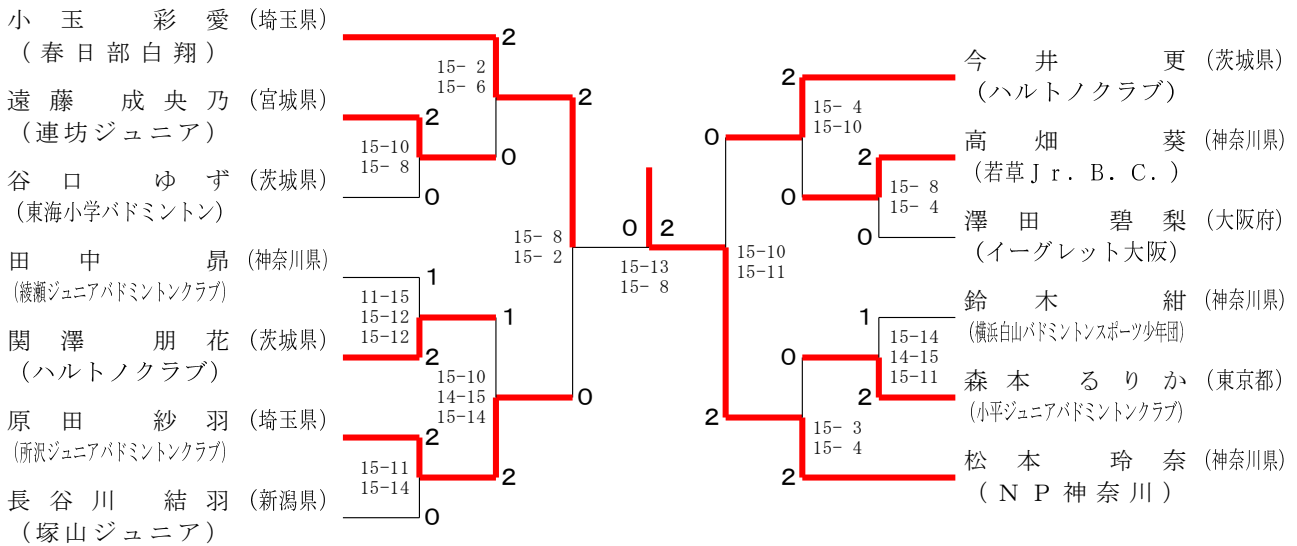 小玉 彩愛 (埼玉県)
(春日部白翔)
遠藤 成央乃 (宮城県)
(連坊ジュニア)
谷口 ゆず (茨城県)
(東海小学バドミントン)
田中 昴 (神奈川県)
(綾瀬ジュニアバドミントンクラブ)
関澤 朋花 (茨城県)
(ハルトノクラブ)
原田 紗羽 (埼玉県)
(所沢ジュニアバドミントンクラブ)
長谷川 結羽 (新潟県)
(塚山ジュニア)
2
15- 2
15- 6
0
2
15-10
15- 8
0
2
15- 8
15- 2
0
1
11-15
15-12
15-12
2
1
15-10
14-15
15-14
2
2
15-11
15-14
0
0 2
15-13
15- 8
0
15-10
15-11
2
2
15- 4
15-10
0
2
15- 8
15- 4
0
1
15-14
14-15
15-11
2
0
15- 3
15- 4
2
今井 更 (茨城県)
(ハルトノクラブ)
高畑 葵 (神奈川県)
(若草Jr.B.C.)
澤田 碧梨 (大阪府)
(イーグレット大阪)
鈴木 紺 (神奈川県)
(横浜白山バドミントンスポーツ少年団)
森本 るりか (東京都)
(小平ジュニアバドミントンクラブ)
松本 玲奈 (神奈川県)
(NP神奈川)